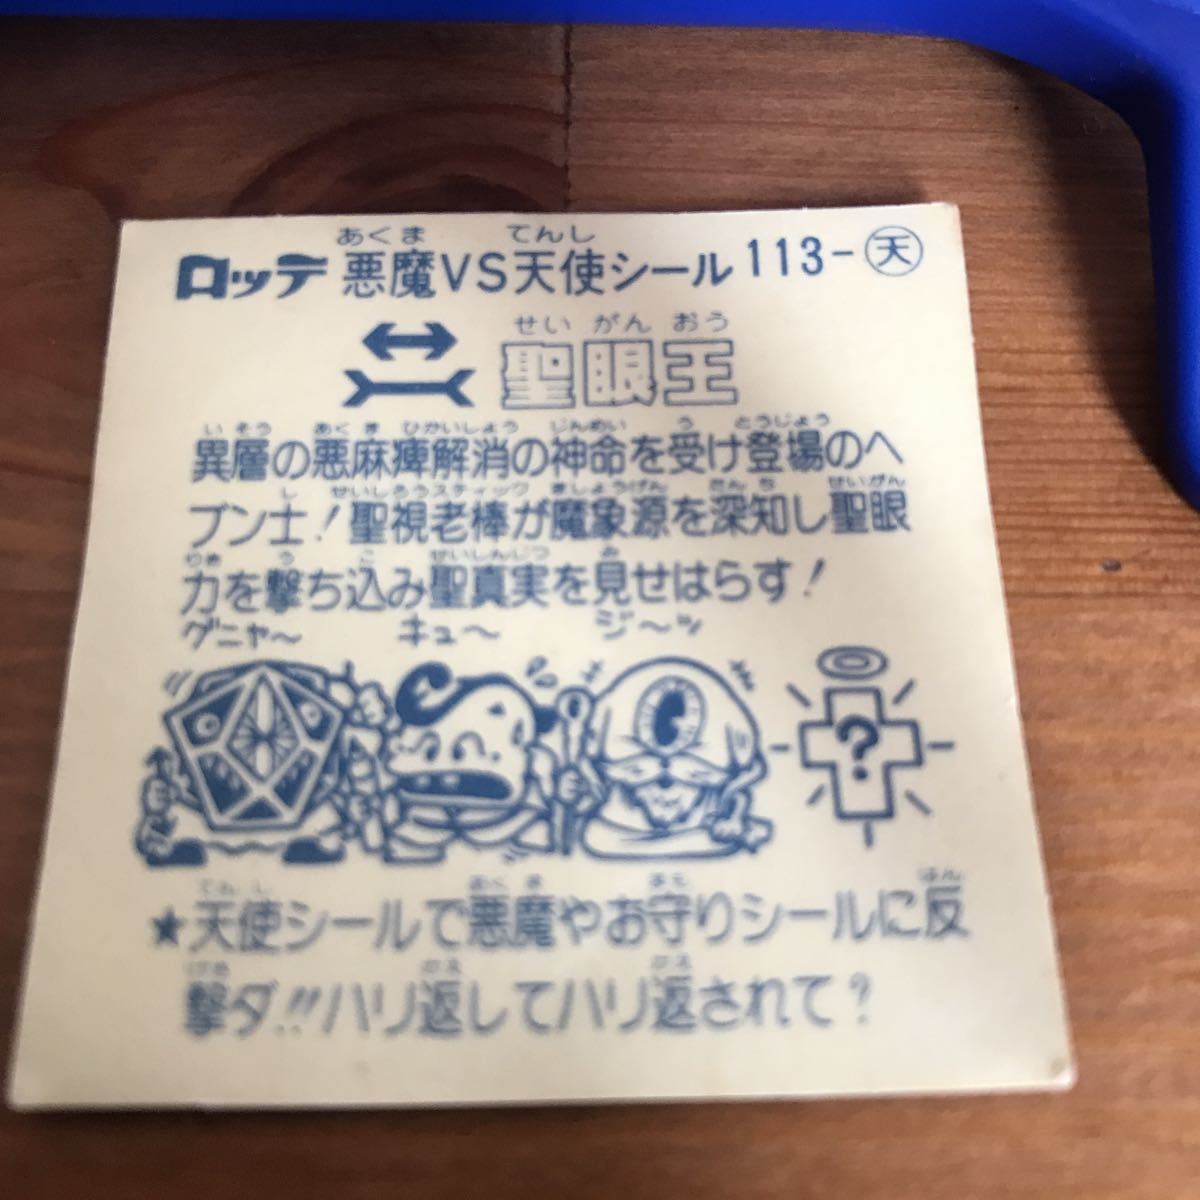 あくま てんし
ロッテ 悪魔VS天使シール 113-天
せいがんおう
聖眼王
いそう あくま ひかいしょう じんめい う とうじょう
異層の悪麻痺解消の神命を受け登場のヘ
し せいしろうスティック ましょうげん たんち せいがん
ブン士!聖視老棒が魔象源を深知し聖眼
りき う こ せいしんじつ み
力を撃ち込み聖真実を見せはらす!
グニャ〜 キュ〜 ジ〜ッ
?
てんし あくま まも はん
★天使シールで悪魔やお守りシールに反
げき かえ かえ
撃ダ!!ハリ返してハリ返されて?